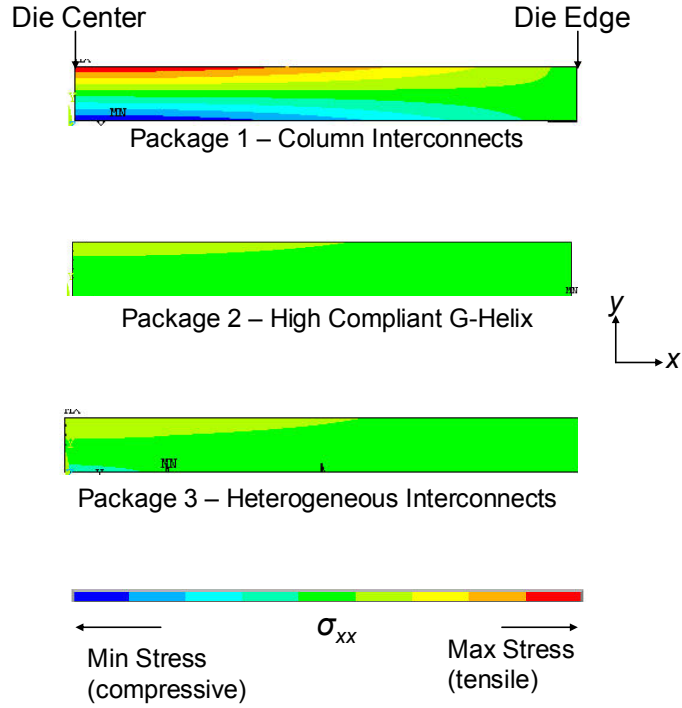 Die Center
Die Edge
MN
Package 1 – Column Interconnects
Package 2 – High Compliant G-Helix
MN
y
x
MN
Package 3 – Heterogeneous Interconnects
σxx
Min Stress
(compressive)
Max Stress
(tensile)